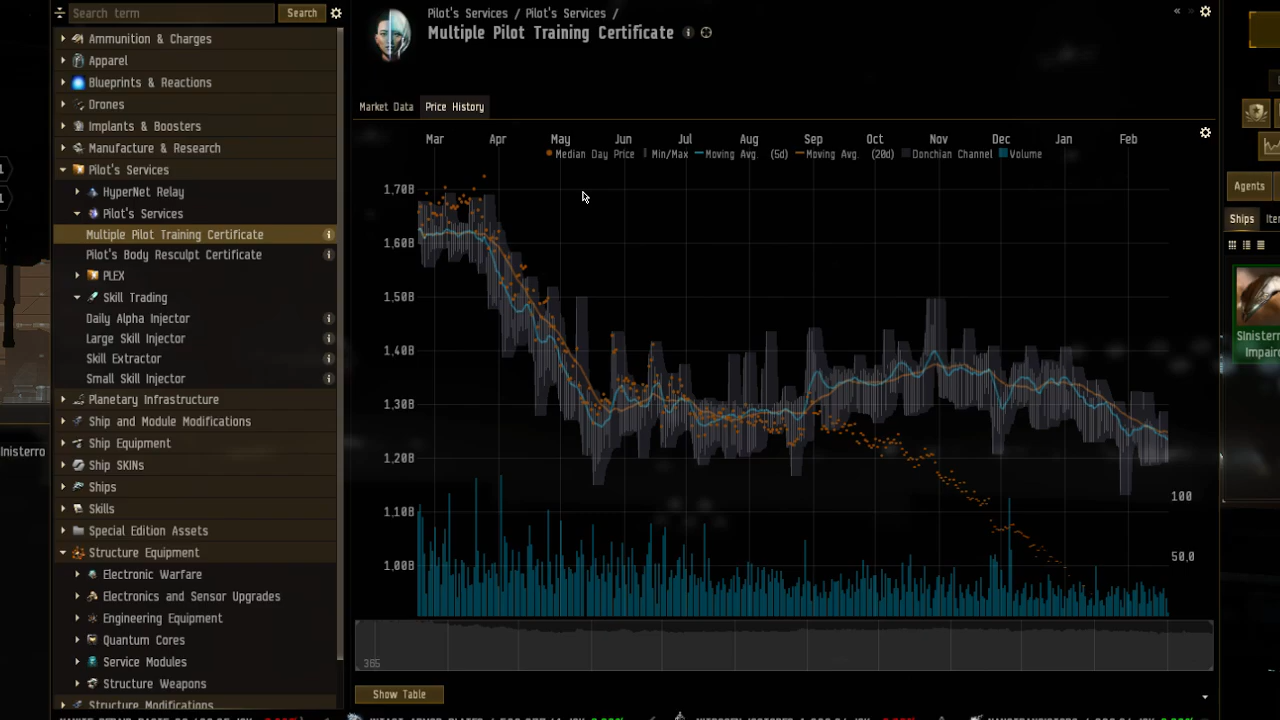 Search term
Search
Ammunition & Charges
Apparel
Blueprints & Reactions
Drones
Implants & Boosters
Manufacture & Research
Pilot's Services
HyperNet Relay
Pilot's Services
Multiple Pilot Training Certificate
Pilot's Body Resculpt Certificate
PLEX
Skill Trading
Daily Alpha Injector
Large Skill Injector
Skill Extractor
Small Skill Injector
Planetary Infrastructure
Ship and Module Modifications
Ship Equipment
Ship SKINs
Ships
Skills
Special Edition Assets
Structure Equipment
Electronic Warfare
Electronics and Sensor Upgrades
Engineering Equipment
Quantum Cores
Service Modules
Structure Weapons
Structure Modifications
Pilot's Services / Pilot's Services /
Multiple Pilot Training Certificate
Market Data Price History
Mar Apr May Jun Jul Aug Sep Oct Nov Dec Jan Feb
Median Day Price Min/Max Moving Avg. (5d) Moving Avg. (20d) Donchian Channel Volume
1,70B
1,60B
1,50B
1,40B
1,30B
1,20B
1,10B
1,00B
100
50,0
365
Show Table
Agents
Ships